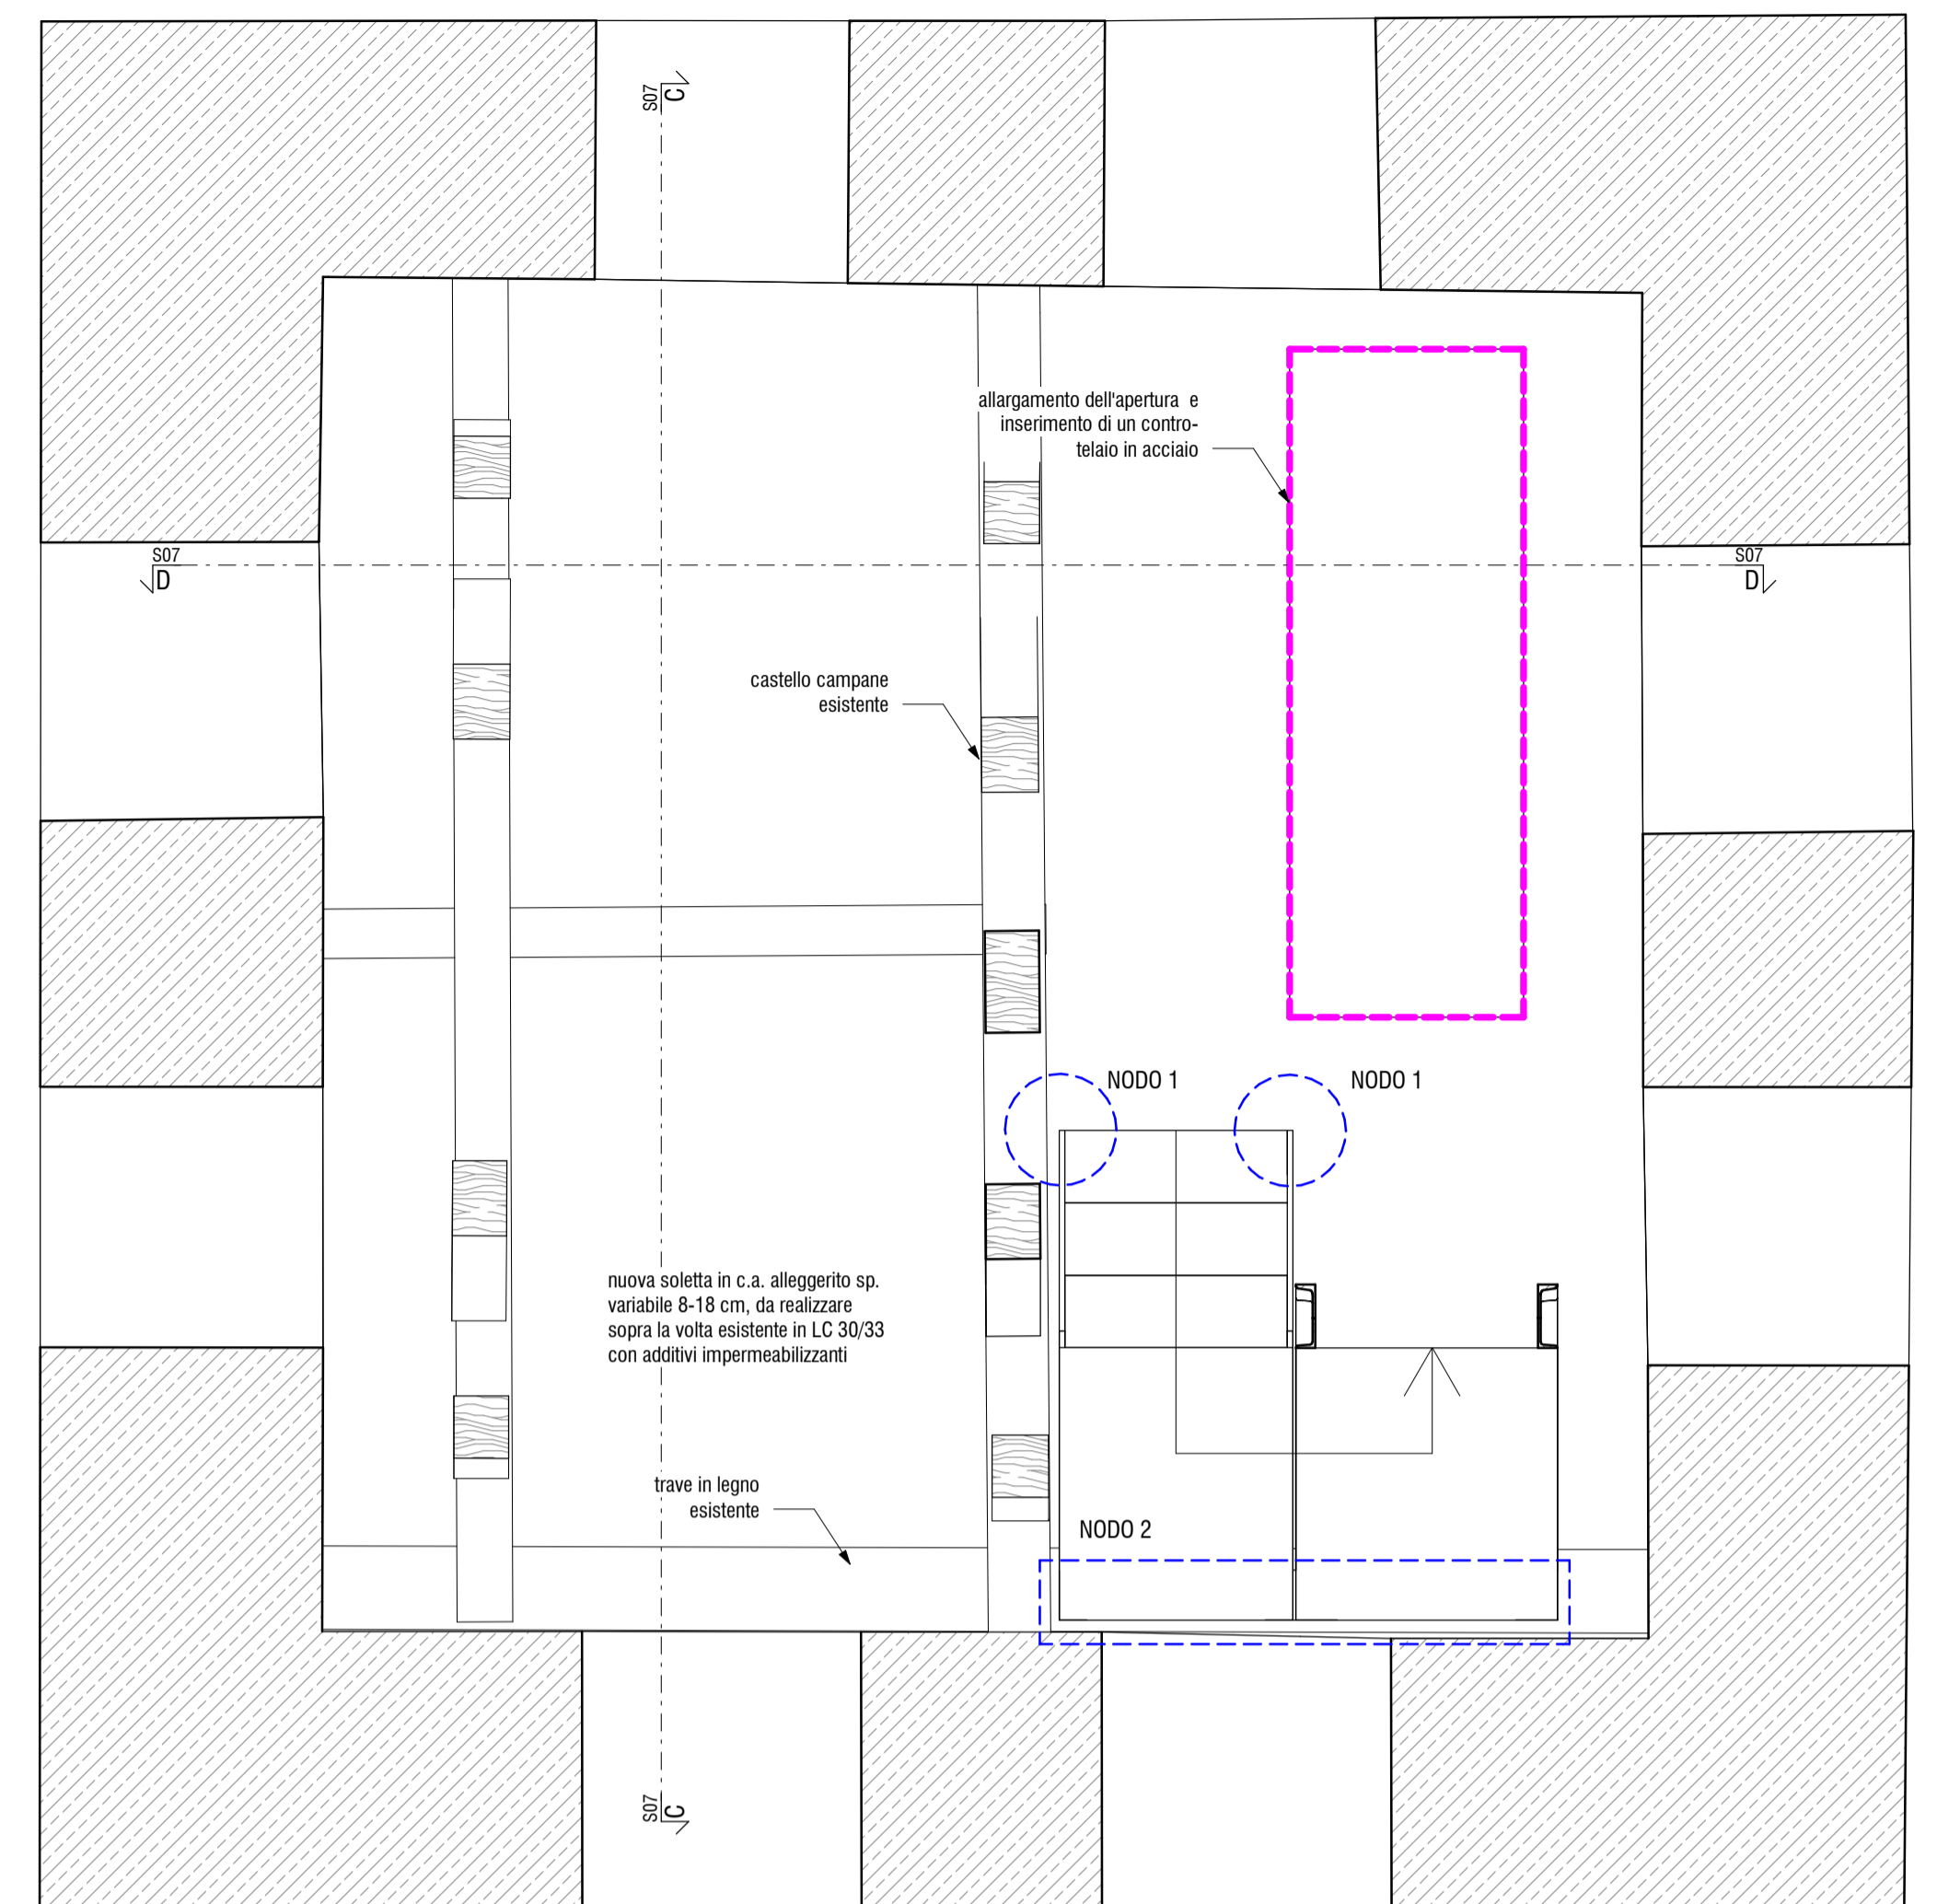 S07
C
allargamento dell'apertura e
inserimento di un contro-
telaio in acciaio
S07
D
S07
D
castello campane
esistente
NODO 1
NODO 1
nuova soletta in c.a. alleggerito sp.
variabile 8-18 cm, da realizzare
sopra la volta esistente in LC 30/33
con additivi impermeabilizzanti
trave in legno
esistente
NODO 2
S07
C